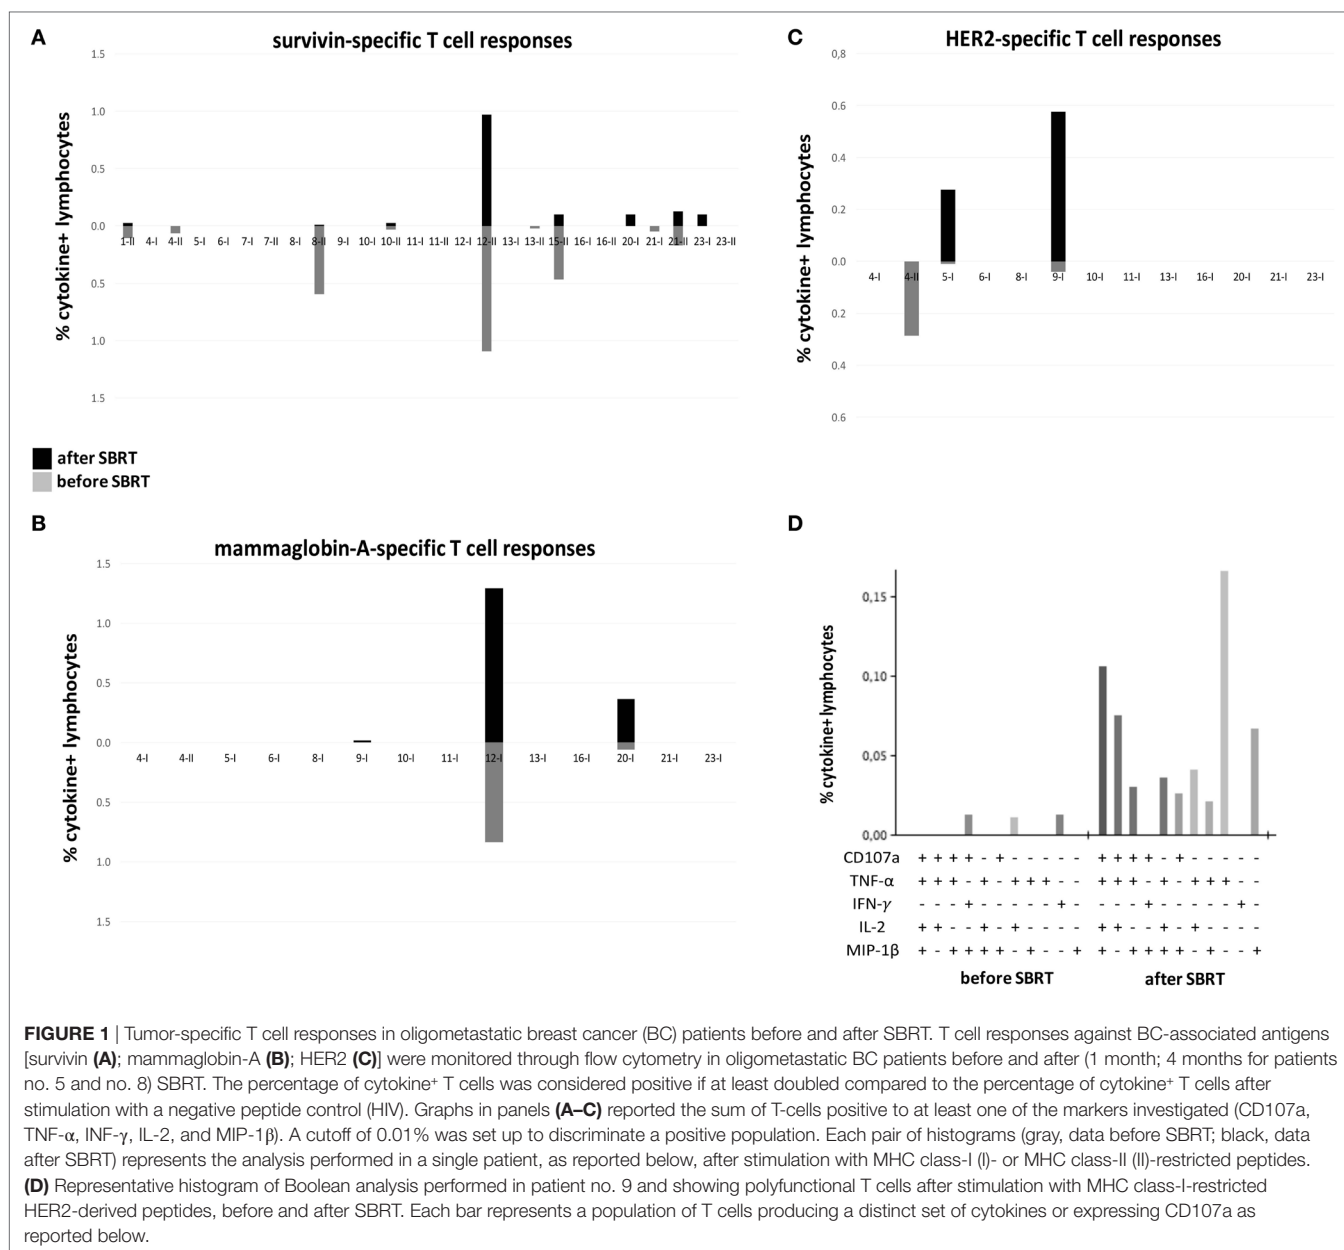 A
survivin-specific T cell responses
% cytokine+ lymphocytes
1.5
1.0
0.5
0.0
0.5
1.0
1.5
1-II 4-I 4-II 5-I 6-I 7-I 7-II 8-I 8-II 9-I 10-I 10-II 11-I 11-II 12-I 12-II 13-I 13-II 15-II 16-I 16-II 20-I 21-I 21-II 23-I 23-II
after SBRT
before SBRT
B
mammaglobin-A-specific T cell responses
% cytokine+ lymphocytes
1.5
1.0
0.5
0.0
0.5
1.0
1.5
4-I 4-II 5-I 6-I 8-I 9-I 10-I 11-I 12-I 13-I 16-I 20-I 21-I 23-I
C
HER2-specific T cell responses
% cytokine+ lymphocytes
0,8
0.6
0.4
0.2
0.0
0.2
0.4
0.6
4-I 4-II 5-I 6-I 8-I 9-I 10-I 11-I 13-I 16-I 20-I 21-I 23-I
D
% cytokine+ lymphocytes
0,15
0,10
0,05
0,00
CD107a + + + + - + - - - - - + + + + - + - - - - -
TNF-α + + + - + - + + + - - + + + - + - + + + - -
IFN-γ - - - + - - - - - + - - - - + - - - - - + -
IL-2 + + - - + - + - - - - + + - - + - + - - - -
MIP-1β + - + + + + - + - - + + - + + + + - + - - +
before SBRT after SBRT
FIGURE 1 | Tumor-specific T cell responses in oligometastatic breast cancer (BC) patients before and after SBRT. T cell responses against BC-associated antigens
[survivin (A); mammaglobin-A (B); HER2 (C)] were monitored through flow cytometry in oligometastatic BC patients before and after (1 month; 4 months for patients
no. 5 and no. 8) SBRT. The percentage of cytokine⁺ T cells was considered positive if at least doubled compared to the percentage of cytokine⁺ T cells after
stimulation with a negative peptide control (HIV). Graphs in panels (A–C) reported the sum of T-cells positive to at least one of the markers investigated (CD107a,
TNF-α, INF-γ, IL-2, and MIP-1β). A cutoff of 0.01% was set up to discriminate a positive population. Each pair of histograms (gray, data before SBRT; black, data
after SBRT) represents the analysis performed in a single patient, as reported below, after stimulation with MHC class-I (I)- or MHC class-II (II)-restricted peptides.
(D) Representative histogram of Boolean analysis performed in patient no. 9 and showing polyfunctional T cells after stimulation with MHC class-I-restricted
HER2-derived peptides, before and after SBRT. Each bar represents a population of T cells producing a distinct set of cytokines or expressing CD107a as
reported below.